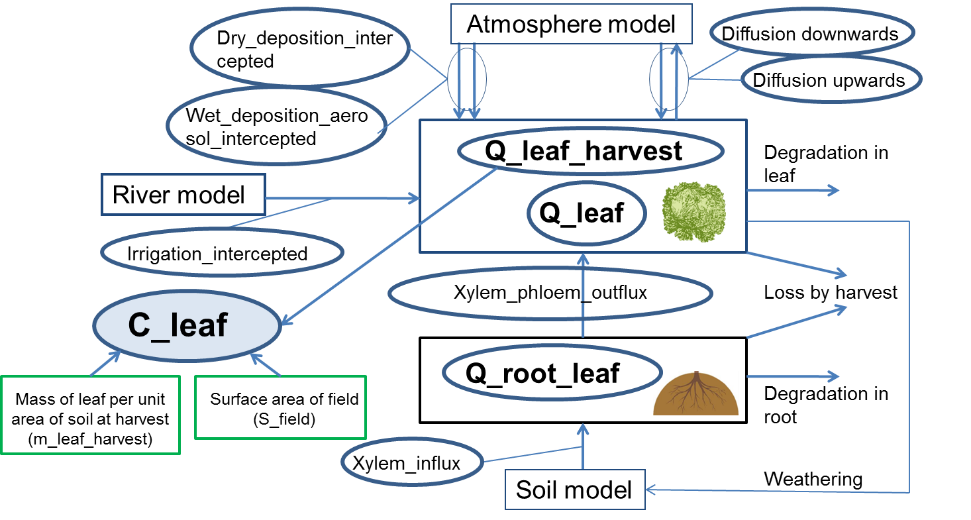 Atmosphere model
Dry_deposition_inter
cepted
Diffusion downwards
Diffusion upwards
Wet_deposition_aero
sol_intercepted
Q_leaf_harvest
Degradation in
leaf
River model
Q_leaf
Irrigation_intercepted
Xylem_phloem_outflux
Loss by harvest
C_leaf
Q_root_leaf
Mass of leaf per unit
area of soil at harvest
(m_leaf_harvest)
Surface area of field
(S_field)
Degradation in
root
Xylem_influx
Soil model
Weathering